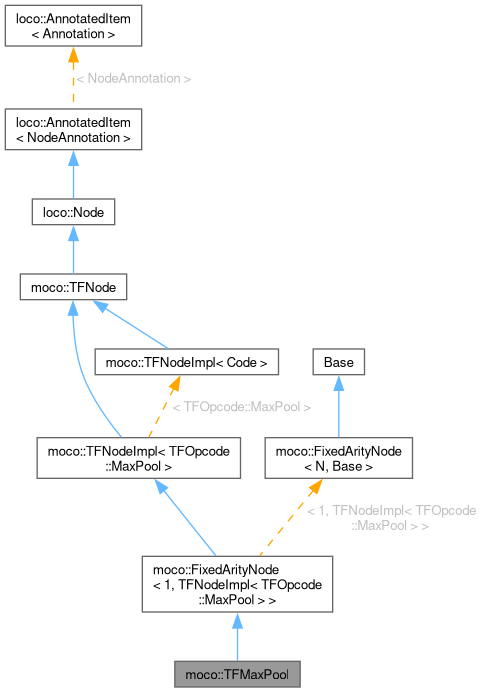 loco::AnnotatedItem
< Annotation >
< NodeAnnotation >
loco::AnnotatedItem
< NodeAnnotation >
loco::Node
moco::TFNode
moco::TFNodeImpl< Code >
Base
< TFOpcode::MaxPool >
moco::TFNodeImpl< TFOpcode
::MaxPool >
moco::FixedArityNode
< N, Base >
< 1, TFNodeImpl< TFOpcode
::MaxPool > >
moco::FixedArityNode
< 1, TFNodeImpl< TFOpcode
::MaxPool > >
moco::TFMaxPool